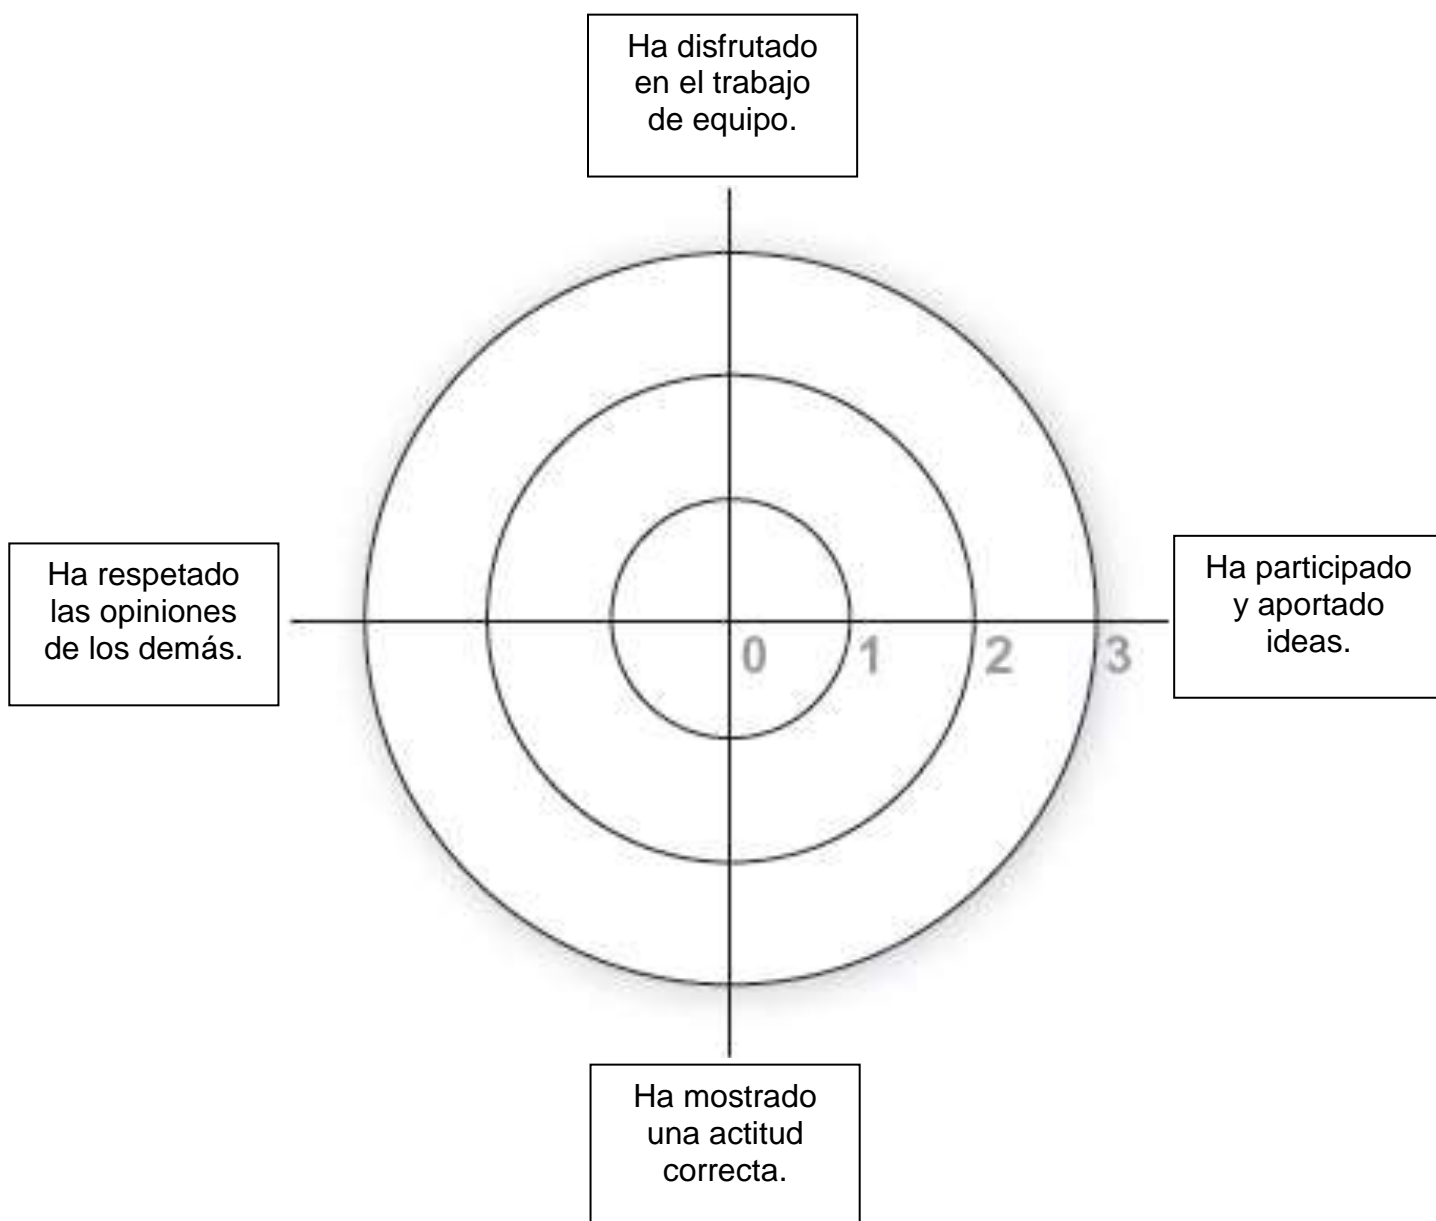 Ha disfrutado
en el trabajo
de equipo.
Ha respetado
las opiniones
de los demás.
Ha participado
y aportado
ideas.
0 1 2 3
Ha mostrado
una actitud
correcta.